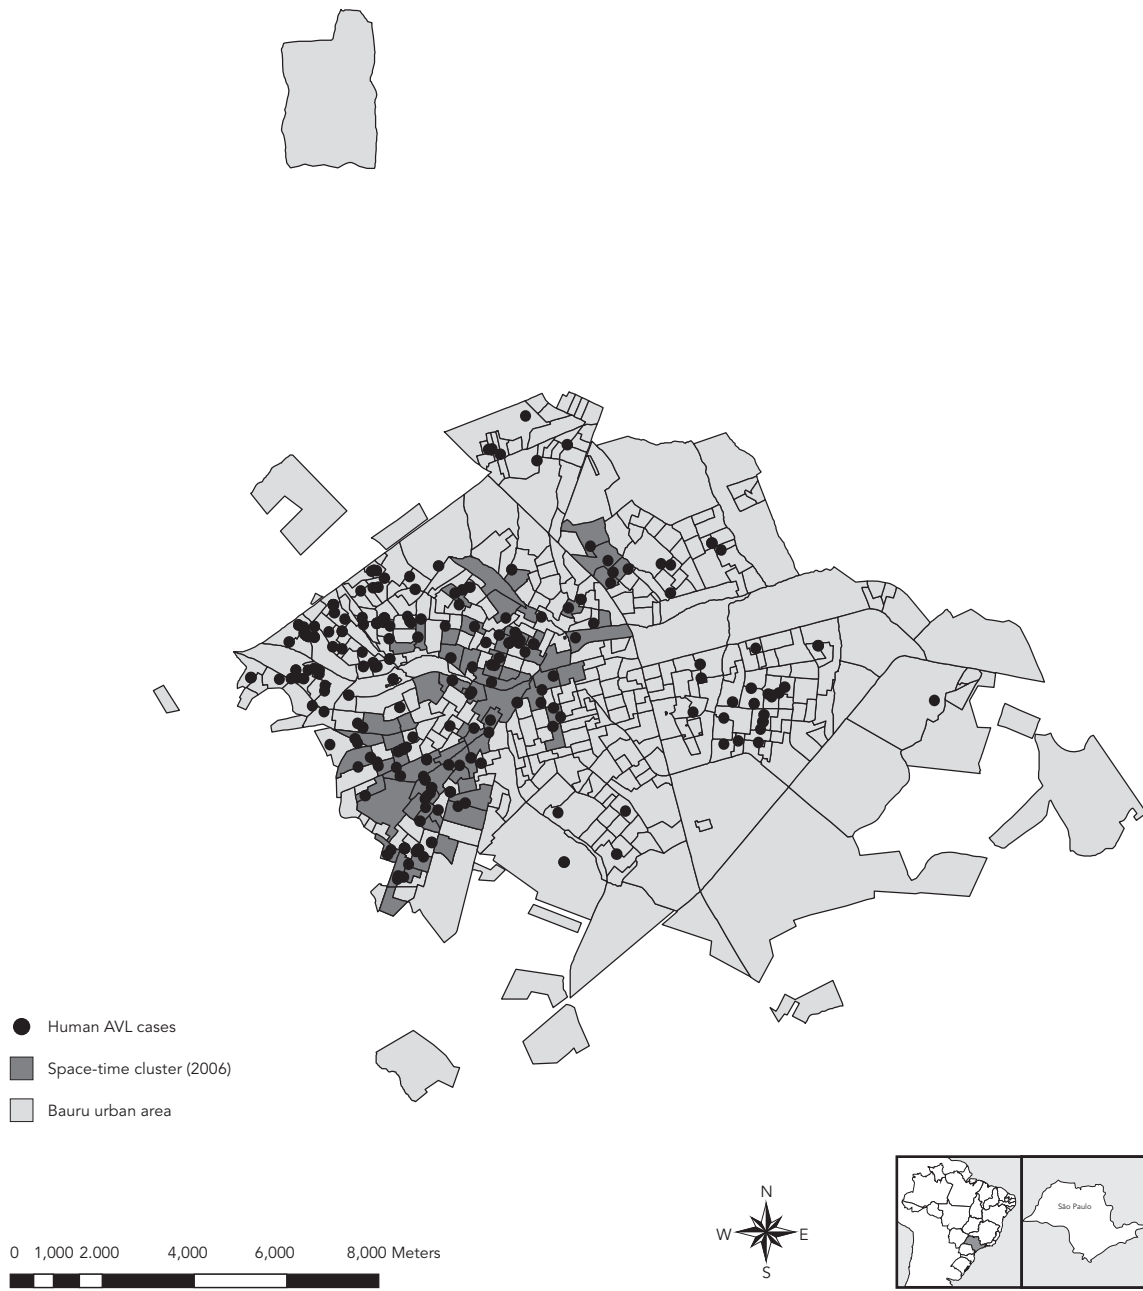 Human AVL cases
Space-time cluster (2006)
Bauru urban area
N
W E
S
São Paulo
0 1,000 2.000 4,000 6,000 8,000 Meters